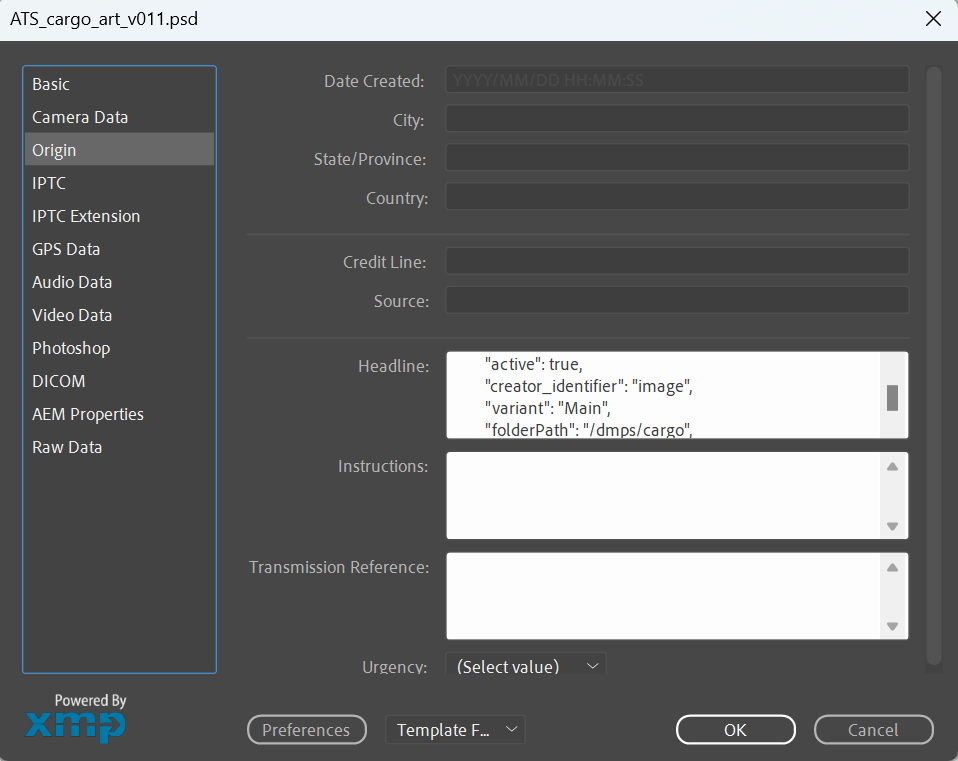 ATS_cargo_art_v011.psd
Basic
Camera Data
Origin
IPTC
IPTC Extension
GPS Data
Audio Data
Video Data
Photoshop
DICOM
AEM Properties
Raw Data
Date Created: YYYY/MM/DD HH:MM:SS
City:
State/Province:
Country:
Credit Line:
Source:
Headline:
"active": true,
"creator_identifier": "image",
"variant": "Main",
"folderPath": "/dmps/cargo",
Instructions:
Transmission Reference:
Urgency: (Select value)
Powered By
xmp
Preferences
Template F...
OK
Cancel